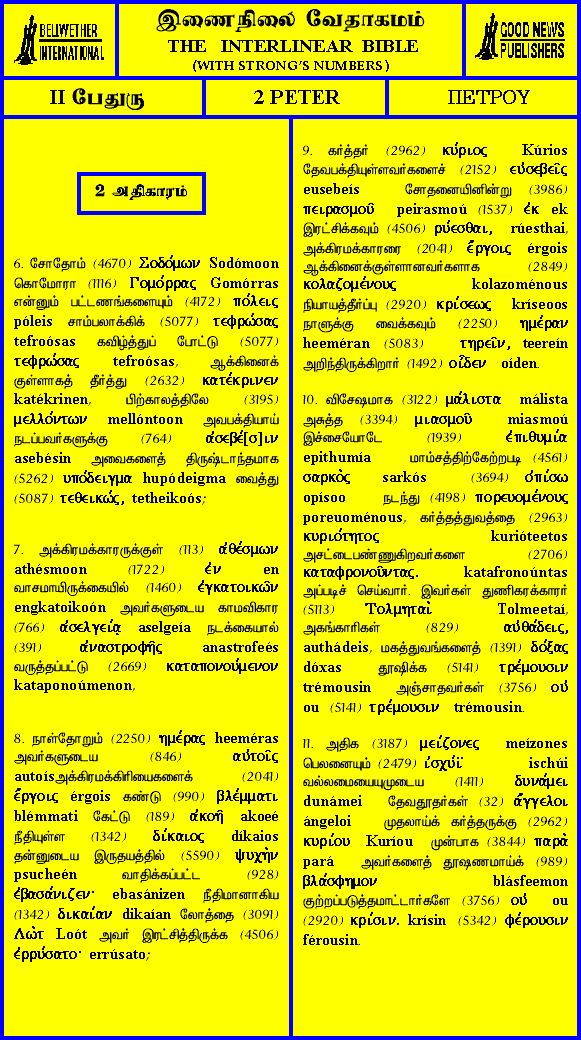 BELLWETHER
INTERNATIONAL
இணைநிலை வேதாகமம்
THE INTERLINEAR BIBLE
(WITH STRONG'S NUMBERS)
GOOD NEWS
PUBLISHERS
II பேதுரு
2 PETER
ΠΕΤΡΟΥ
2 அதிகாரம்
6. சோதோம் (4670) Σοδόμων Sodómoon
கொமோரா (1116) Γομόρρας Gomórras
என்னும் பட்டணங்களையும் (4172) πόλεις
póleis சாம்பலாக்கிக் (5077) τεφρώσας
tefroósas கவிழ்த்துப் போட்டு (5077)
τεφρώσας tefroósas, ஆக்கினைக்
குள்ளாகத் தீர்த்து (2632) κατέκρινεν
katékrinen, பிற்காலத்திலே (3195)
μελλόντων mellóntoon அவபக்தியாய்
நடப்பவர்களுக்கு (764) ἀσεβέ[σ]ιν
asebésin அவைகளைத் திருஷ்டாந்தமாக
(5262) υπόδειγμα hupódeigma வைத்து
(5087) τεθεικώς, tetheikoós;
7. அக்கிரமக்காரருக்குள் (113) ἀθέσμων
athésmoon (1722) ἐν en
வாசமாயிருக்கையில் (1460) ἐγκατοικῶν
engkatoikoón அவர்களுடைய காமவிகார
(766) ἀσελγείᾳ aselgeía நடக்கையால்
(391) ἀναστροφῆς anastrofeés
வருத்தப்பட்டு (2669) καταπονούμενον
kataponoúmenon,
8. நாள்தோறும் (2250) ημέρας heeméras
அவர்களுடைய (846) αὐτοῖς
autoísஅக்கிரமக்கிரியைகளைக் (2041)
ἔργοις érgois கண்டு (990) βλέμματι
blémmati கேட்டு (189) ἀκοῇ akoeé
நீதியுள்ள (1342) δίκαιος díkaios
தன்னுடைய இருதயத்தில் (5590) ψυχὴν
psucheén வாதிக்கப்பட்ட (928)
ἐβασάνιζεν· ebasánizen நீதிமானாகிய
(1342) δικαίαν dikaían லோத்தை (3091)
Λὼτ Loót அவர் இரட்சித்திருக்க (4506)
ἐρρύσατο· errúsato;
9. கர்த்தர் (2962) κύριος Kúrios
தேவபக்தியுள்ளவர்களைச் (2152) εὐσεβεῖς
eusebeís சோதனையினின்று (3986)
πειρασμοῦ peirasmoú (1537) ἐκ ek
இரட்சிக்கவும் (4506) ρύεσθαι, rúesthai,
அக்கிரமக்காரரை (2041) ἔργοις érgois
ஆக்கினைக்குள்ளானவர்களாக (2849)
κολαζομένους kolazoménous
நியாயத்தீர்ப்பு (2920) κρίσεως kríseoos
நாளுக்கு வைக்கவும் (2250) ημέραν
heeméran (5083) τηρεῖν, teereín
அறிந்திருக்கிறார் (1492) οἶδεν oíden.
10. விசேஷமாக (3122) μάλιστα málista
அசுத்த (3394) μιασμοῦ miasmoú
இச்சையோடே (1939) ἐπιθυμία
epithumía மாம்சத்திற்கேற்றபடி (4561)
σαρκὸς sarkós (3694) ὀπίσω
opísoo நடந்து (4198) πορευομένους
poreuoménous, கர்த்தத்துவத்தை (2963)
κυριότητος kurióteetos
அசட்டைபண்ணுகிறவர்களை (2706)
καταφρονοῦντας. katafronoúntas
அப்படிச் செய்வார். இவர்கள் துணிகரக்காரர்
(5113) Τολμηταὶ Tolmeetaí,
அகங்காரிகள் (829) αὐθάδεις,
authádeis, மகத்துவங்களைத் (1391) δόξας
dóxas தூஷிக்க (5141) τρέμουσιν
trémousin அஞ்சாதவர்கள் (3756) οὐ
ou (5141) τρέμουσιν trémousin.
11. அதிக (3187) μείζονες meízones
பெலனையும் (2479) ἰσχύϊ ischúi
வல்லமையையுமுடைய (1411) δυνάμει
dunámei தேவதூதர்கள் (32) ἄγγελοι
ángeloi முதலாய்க் கர்த்தருக்கு (2962)
κυρίου Kuríou முன்பாக (3844) παρὰ
pará அவர்களைத் தூஷணமாய்க் (989)
βλάσφημον blásfeemon
குற்றப்படுத்தமாட்டார்களே (3756) οὐ ou
(2920) κρίσιν. krísin (5342) φέρουσιν
férousin.